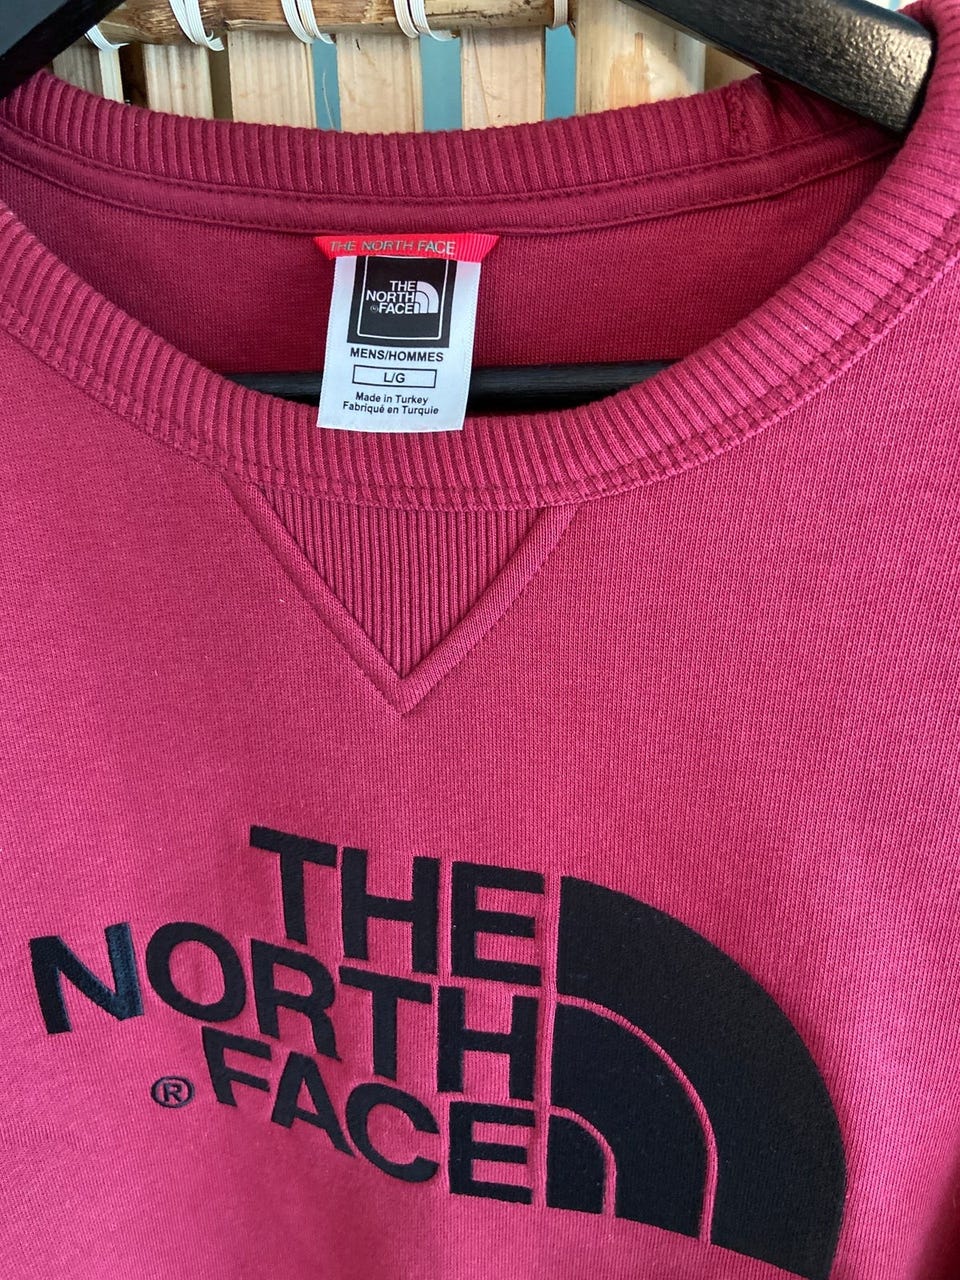 THE NORTH FACE
THE
NORTH
FACE
MENS/HOMMES
L/G
Made in Turkey
Fabriqué en Turquie
THE
NORTH
® FACE